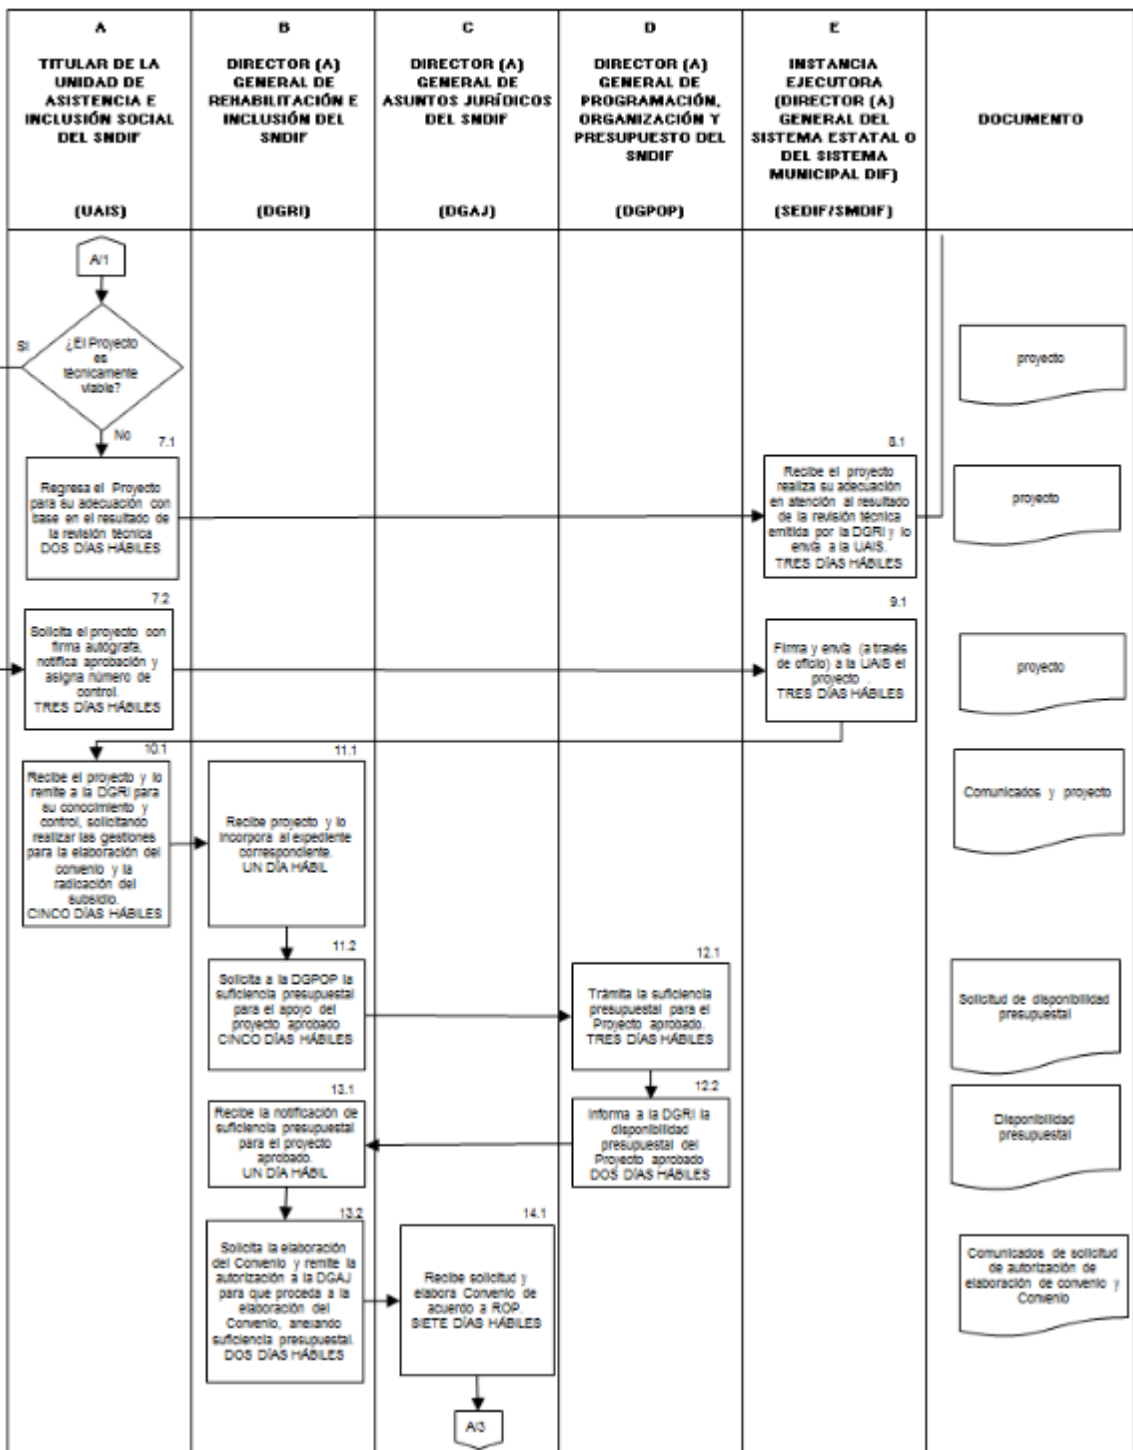 A
TITULAR DE LA
UNIDAD DE
ASISTENCIA E
INCLUSIÓN SOCIAL
DEL SNDIF
(UAIS)
B
DIRECTOR (A)
GENERAL DE
REHABILITACIÓN E
INCLUSIÓN DEL
SNDIF
(DGRI)
C
DIRECTOR (A)
GENERAL DE
ASUNTOS JURÍDICOS
DEL SNDIF
(DGAJ)
D
DIRECTOR (A)
GENERAL DE
PROGRAMACIÓN,
ORGANIZACIÓN Y
PRESUPUESTO DEL
SNDIF
(DGPOP)
E
INSTANCIA
EJECUTORA
(DIRECTOR (A)
GENERAL DEL
SISTEMA ESTATAL O
DEL SISTEMA
MUNICIPAL DIF)
(SEDIF/SMDIF)
DOCUMENTO
A/1
SI
¿El Proyecto
es
técnicamente
viable?
No
proyecto
7.1
Regresa el Proyecto
para su adecuación con
base en el resultado de
la revisión técnica
DOS DÍAS HÁBILES
8.1
Recibe el proyecto
realiza su adecuación
en atención al resultado
de la revisión técnica
emitida por la DGRI y lo
envía a la UAIS.
TRES DÍAS HÁBILES
proyecto
7.2
Solicita el proyecto con
firma autógrafa,
notifica aprobación y
asigna número de
control.
TRES DÍAS HÁBILES
9.1
Firma y envía (a través
de oficio) a la UAIS el
proyecto .
TRES DÍAS HÁBILES
proyecto
10.1
Recibe el proyecto y lo
remite a la DGRI para
su conocimiento y
control, solicitando
realizar las gestiones
para la elaboración del
convenio y la
radicación del
subsidio.
CINCO DÍAS HÁBILES
11.1
Recibe proyecto y lo
incorpora al expediente
correspondiente.
UN DÍA HÁBIL
Comunicados y proyecto
11.2
Solicita a la DGPOP la
suficiencia presupuestal
para el apoyo del
proyecto aprobado
CINCO DÍAS HÁBILES
12.1
Trámita la suficiencia
presupuestal para el
Proyecto aprobado.
TRES DÍAS HÁBILES
Solicitud de disponibilidad
presupuestal
13.1
Recibe la notificación de
suficiencia presupuestal
para el proyecto
aprobado.
UN DÍA HÁBIL
12.2
Informa a la DGRI la
disponibilidad
presupuestal del
Proyecto aprobado
DOS DÍAS HÁBILES
Disponibilidad
presupuestal
13.2
Solicita la elaboración
del Convenio y remite la
autorización a la DGAJ
para que proceda a la
elaboración del
Convenio, anexando
suficiencia presupuestal.
DOS DÍAS HÁBILES
14.1
Recibe solicitud y
elabora Convenio de
acuerdo a ROP.
SIETE DÍAS HÁBILES
Comunicados de solicitud
de autorización de
elaboración de convenio y
Convenio
A/3